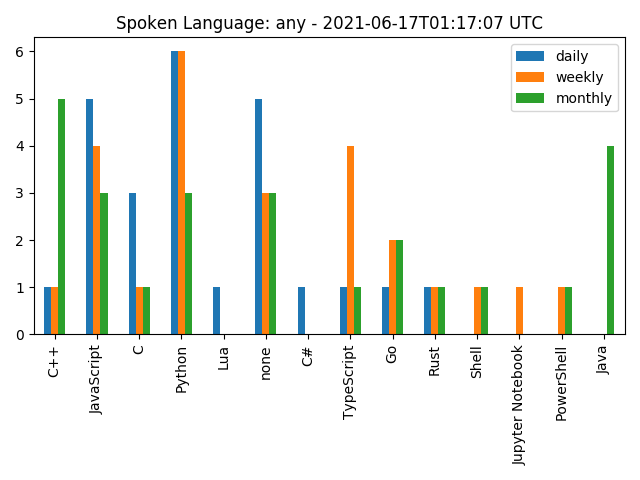 Spoken Language: any - 2021-06-17T01:17:07 UTC
daily
weekly
monthly
6
5
4
3
2
1
0
C++
JavaScript
C
Python
Lua
none
C#
TypeScript
Go
Rust
Shell
Jupyter Notebook
PowerShell
Java